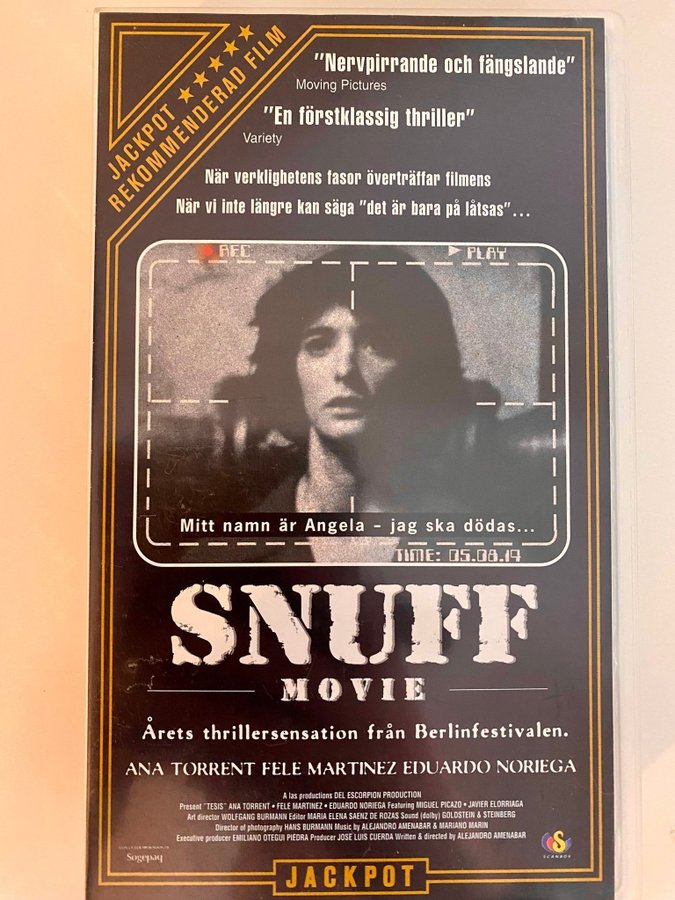 JACKPOT ★★★★★
REKOMMENDERAD FILM
"Nervpirrande och fängslande"
Moving Pictures
"En förstklassig thriller"
Variety
När verklighetens fasor överträffar filmens
När vi inte längre kan säga "det är bara på låtsas"...
REC
PLAY
Mitt namn är Angela – jag ska dödas...
TIME: 05.08.19
SNUFF
MOVIE
Årets thrillersensation från Berlinfestivalen.
ANA TORRENT FELE MARTINEZ EDUARDO NORIEGA
A las productions DEL ESCORPION PRODUCTION
Present "TESIS" ANA TORRENT • FELE MARTINEZ • EDUARDO NORIEGA Featuring MIGUEL PICAZO • JAVIER ELORRIAGA
Art director WOLFGANG BURMANN Editor MARIA ELENA SAENZ DE ROZAS Sound (dolby) GOLDSTEIN & STEINBERG
Director of photography HANS BURMANN Music by ALEJANDRO AMENABAR & MARIANO MARIN
Executive producer EMILIANO OTEGUI PIEDRA Producer JOSE LUIS CUERDA Written & directed by ALEJANDRO AMENABAR
Sogepaq
SCANBOX
JACKPOT